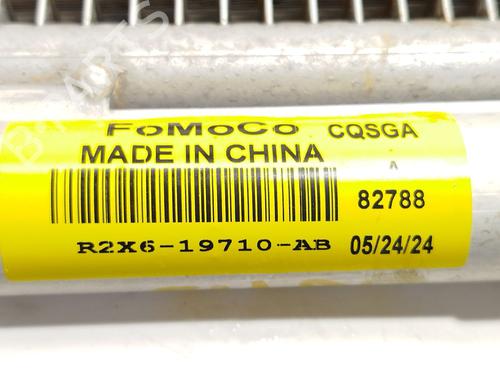 FoMoCo CQSGA
MADE IN CHINA A
82788
R2X6-19710-AB 05/24/24